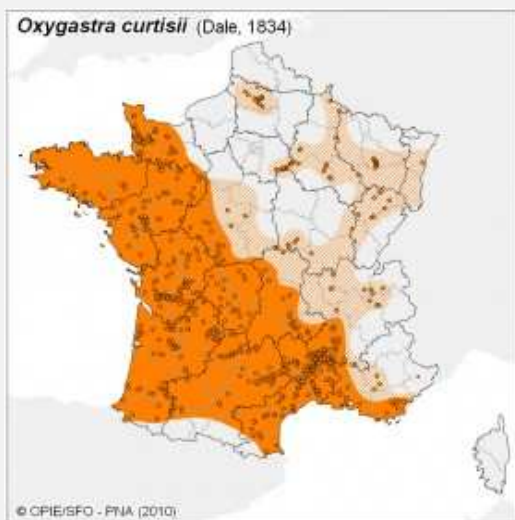 Oxygastra curtisii (Dale, 1834)
© OPIE/SFO - PNA (2010)